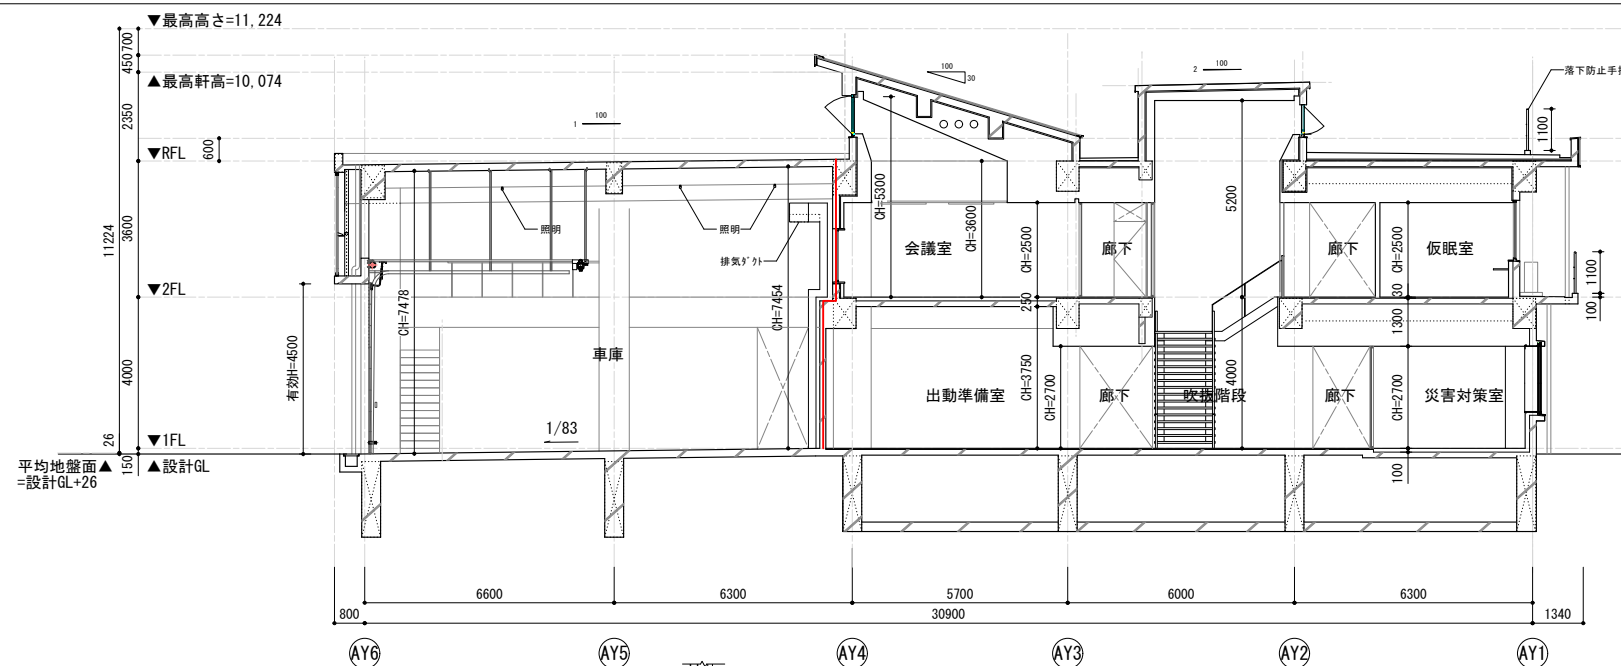 ▼最高高さ=11,224
▲最高軒高=10,074
▼RFL
▼2FL
▼1FL
▲設計GL
平均地盤面▲
=設計GL+26
700
450
2350
600
3600
11224
4000
26
150
有効H=4500
100
1
100
30
100
2
落下防止手摺
1100
照明
照明
排気ダクト
CH=7478
CH=7454
車庫
1/83
CH=5300
CH=3600
CH=2500
会議室
廊下
5200
廊下
仮眠室
CH=2500
1100
100
250
30
1300
出動準備室
CH=3750
CH=2700
廊下
吹抜階段
4000
廊下
CH=2700
災害対策室
100
6600
6300
5700
6000
6300
800
30900
1340
AY6
AY5
AY4
AY3
AY2
AY1